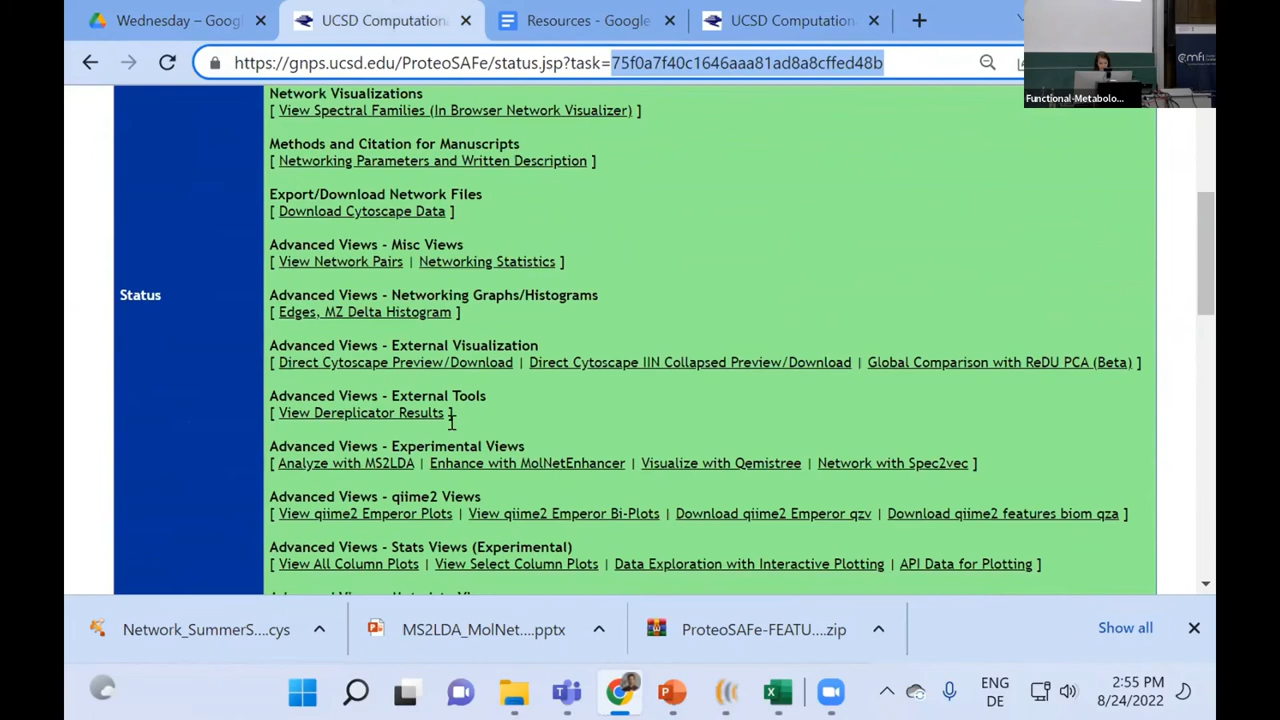 Wednesday – Googl
UCSD Computationa
Resources - Google
UCSD Computationa
https://gnps.ucsd.edu/ProteoSAFe/status.jsp?task=75f0a7f40c1646aaa81ad8a8cffed48b
cmfi
Functional-Metabolo...
Network Visualizations
[ View Spectral Families (In Browser Network Visualizer) ]
Methods and Citation for Manuscripts
[ Networking Parameters and Written Description ]
Export/Download Network Files
[ Download Cytoscape Data ]
Advanced Views - Misc Views
[ View Network Pairs | Networking Statistics ]
Status
Advanced Views - Networking Graphs/Histograms
[ Edges, MZ Delta Histogram ]
Advanced Views - External Visualization
[ Direct Cytoscape Preview/Download | Direct Cytoscape IIN Collapsed Preview/Download | Global Comparison with ReDU PCA (Beta) ]
Advanced Views - External Tools
[ View Dereplicator Results ]
Advanced Views - Experimental Views
[ Analyze with MS2LDA | Enhance with MolNetEnhancer | Visualize with Qemistree | Network with Spec2vec ]
Advanced Views - qiime2 Views
[ View qiime2 Emperor Plots | View qiime2 Emperor Bi-Plots | Download qiime2 Emperor qzv | Download qiime2 features biom qza ]
Advanced Views - Stats Views (Experimental)
[ View All Column Plots | View Select Column Plots | Data Exploration with Interactive Plotting | API Data for Plotting ]
Network_SummerS....cys
MS2LDA_MolNet....pptx
ProteoSAFe-FEATU....zip
Show all
ENG
DE
2:55 PM
8/24/2022